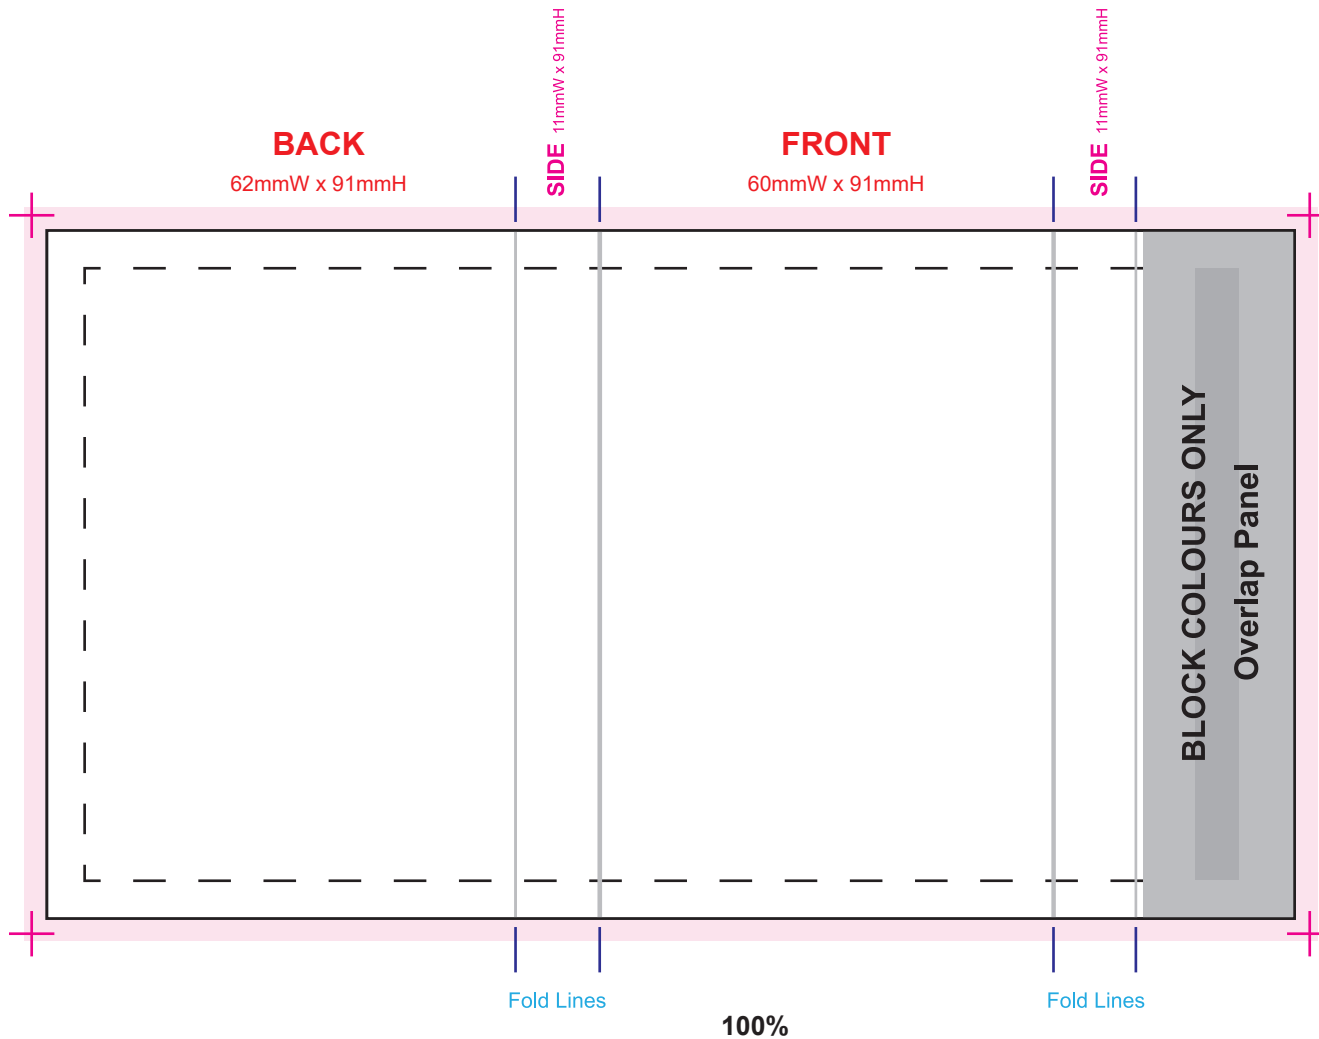 BACK
62mmW x 91mmH
SIDE 11mmW x 91mmH
FRONT
60mmW x 91mmH
SIDE 11mmW x 91mmH
BLOCK COLOURS ONLY
Overlap Panel
Fold Lines
Fold Lines
100%